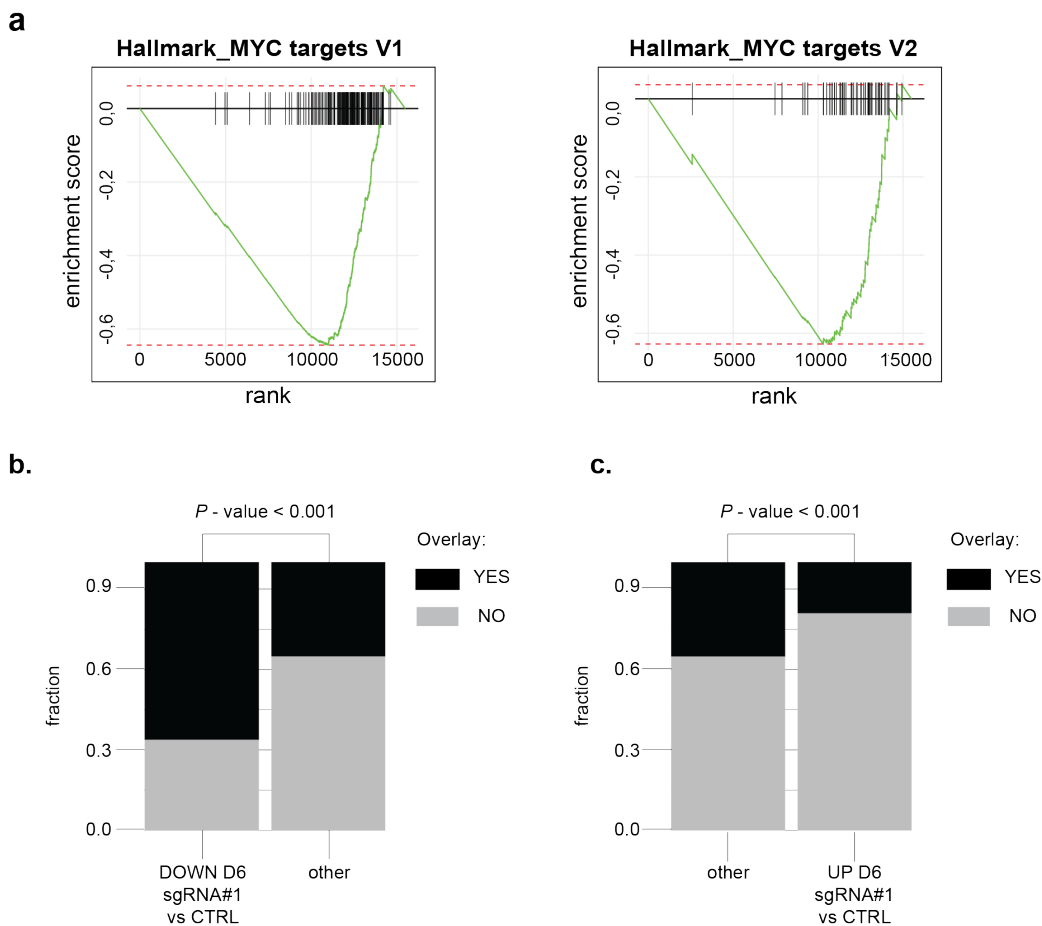 a
Hallmark_MYC targets V1
Hallmark_MYC targets V2
enrichment score
0,0
-0,2
-0,4
-0,6
0 5000 10000 15000
rank
enrichment score
0,0
-0,2
-0,4
-0,6
0 5000 10000 15000
rank
b.
P - value < 0.001
Overlay:
YES
NO
fraction
0.9
0.6
0.3
0.0
DOWN D6
sgRNA#1
vs CTRL
other
c.
P - value < 0.001
Overlay:
YES
NO
fraction
0.9
0.6
0.3
0.0
other
UP D6
sgRNA#1
vs CTRL